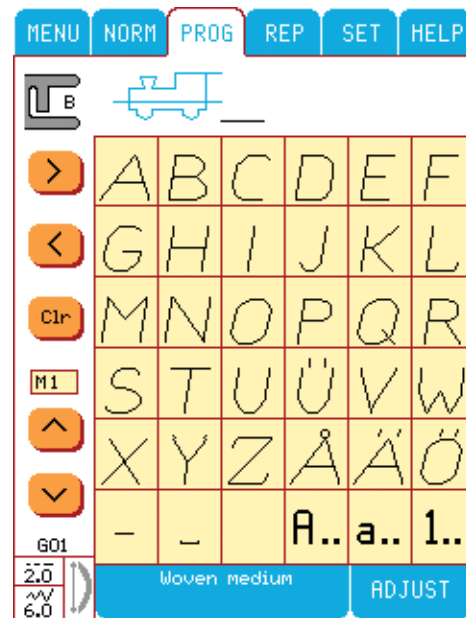 MENU NORM PROG REP SET HELP
B
> A B C D E F
< G H I J K L
Clr M N O P Q R
M1 S T U Ü V W
X Y Z Å Ä Ö
G01 – _ A.. a.. 1..
2.0 Woven medium ADJUST
6.0